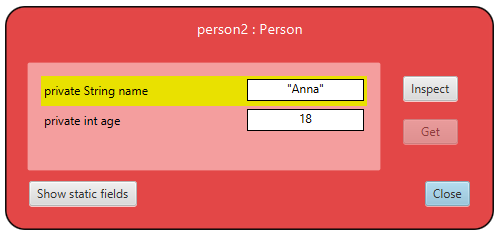 person2 : Person
private String name "Anna" Inspect
private int age 18 Get
Show static fields Close